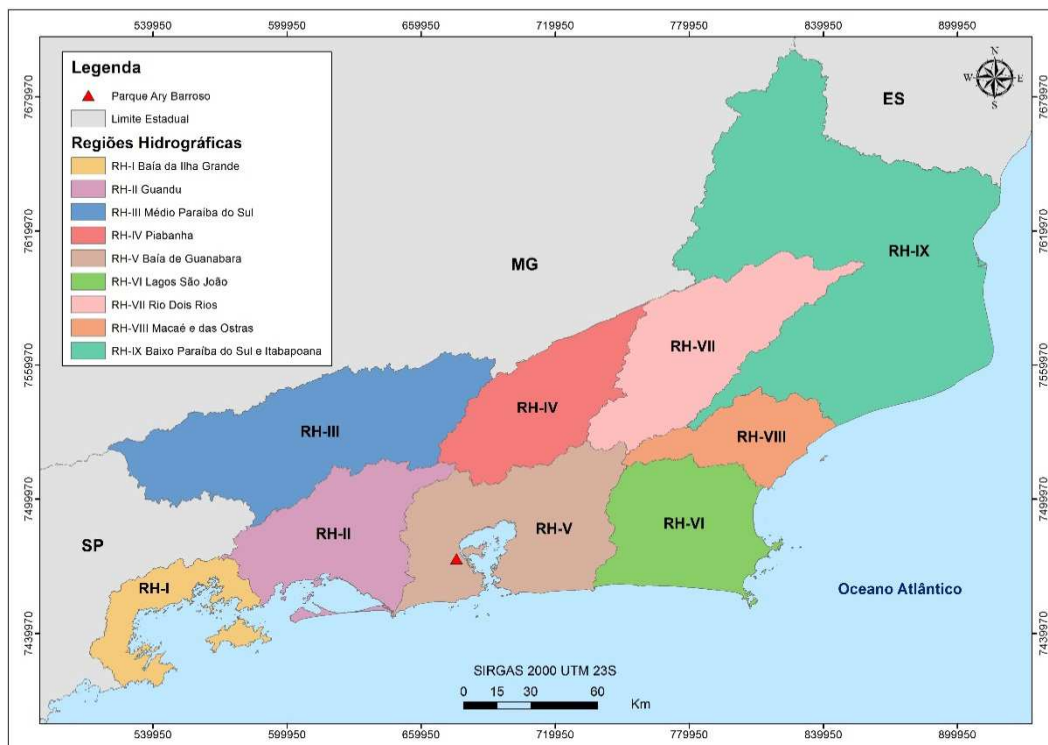 539950 599950 659950 719950 779950 839950 899950
Legenda
Parque Ary Barroso
Limite Estadual
Regiões Hidrográficas
RH-I Baía da Ilha Grande
RH-II Guandu
RH-III Médio Paraíba do Sul
RH-IV Piabanha
RH-V Baía de Guanabara
RH-VI Lagos São João
RH-VII Rio Dois Rios
RH-VIII Macaé e das Ostras
RH-IX Baixo Paraíba do Sul e Itabapoana
N
W E
S
ES
7679970 7679970
7619970 7619970
RH-IX
MG
RH-VII
7559970 7559970
RH-IV
RH-III
RH-VIII
7499970 7499970
RH-II
RH-V
RH-VI
SP
RH-I
Oceano Atlântico
7439970 7439970
SIRGAS 2000 UTM 23S
0 15 30 60
Km
539950 599950 659950 719950 779950 839950 899950